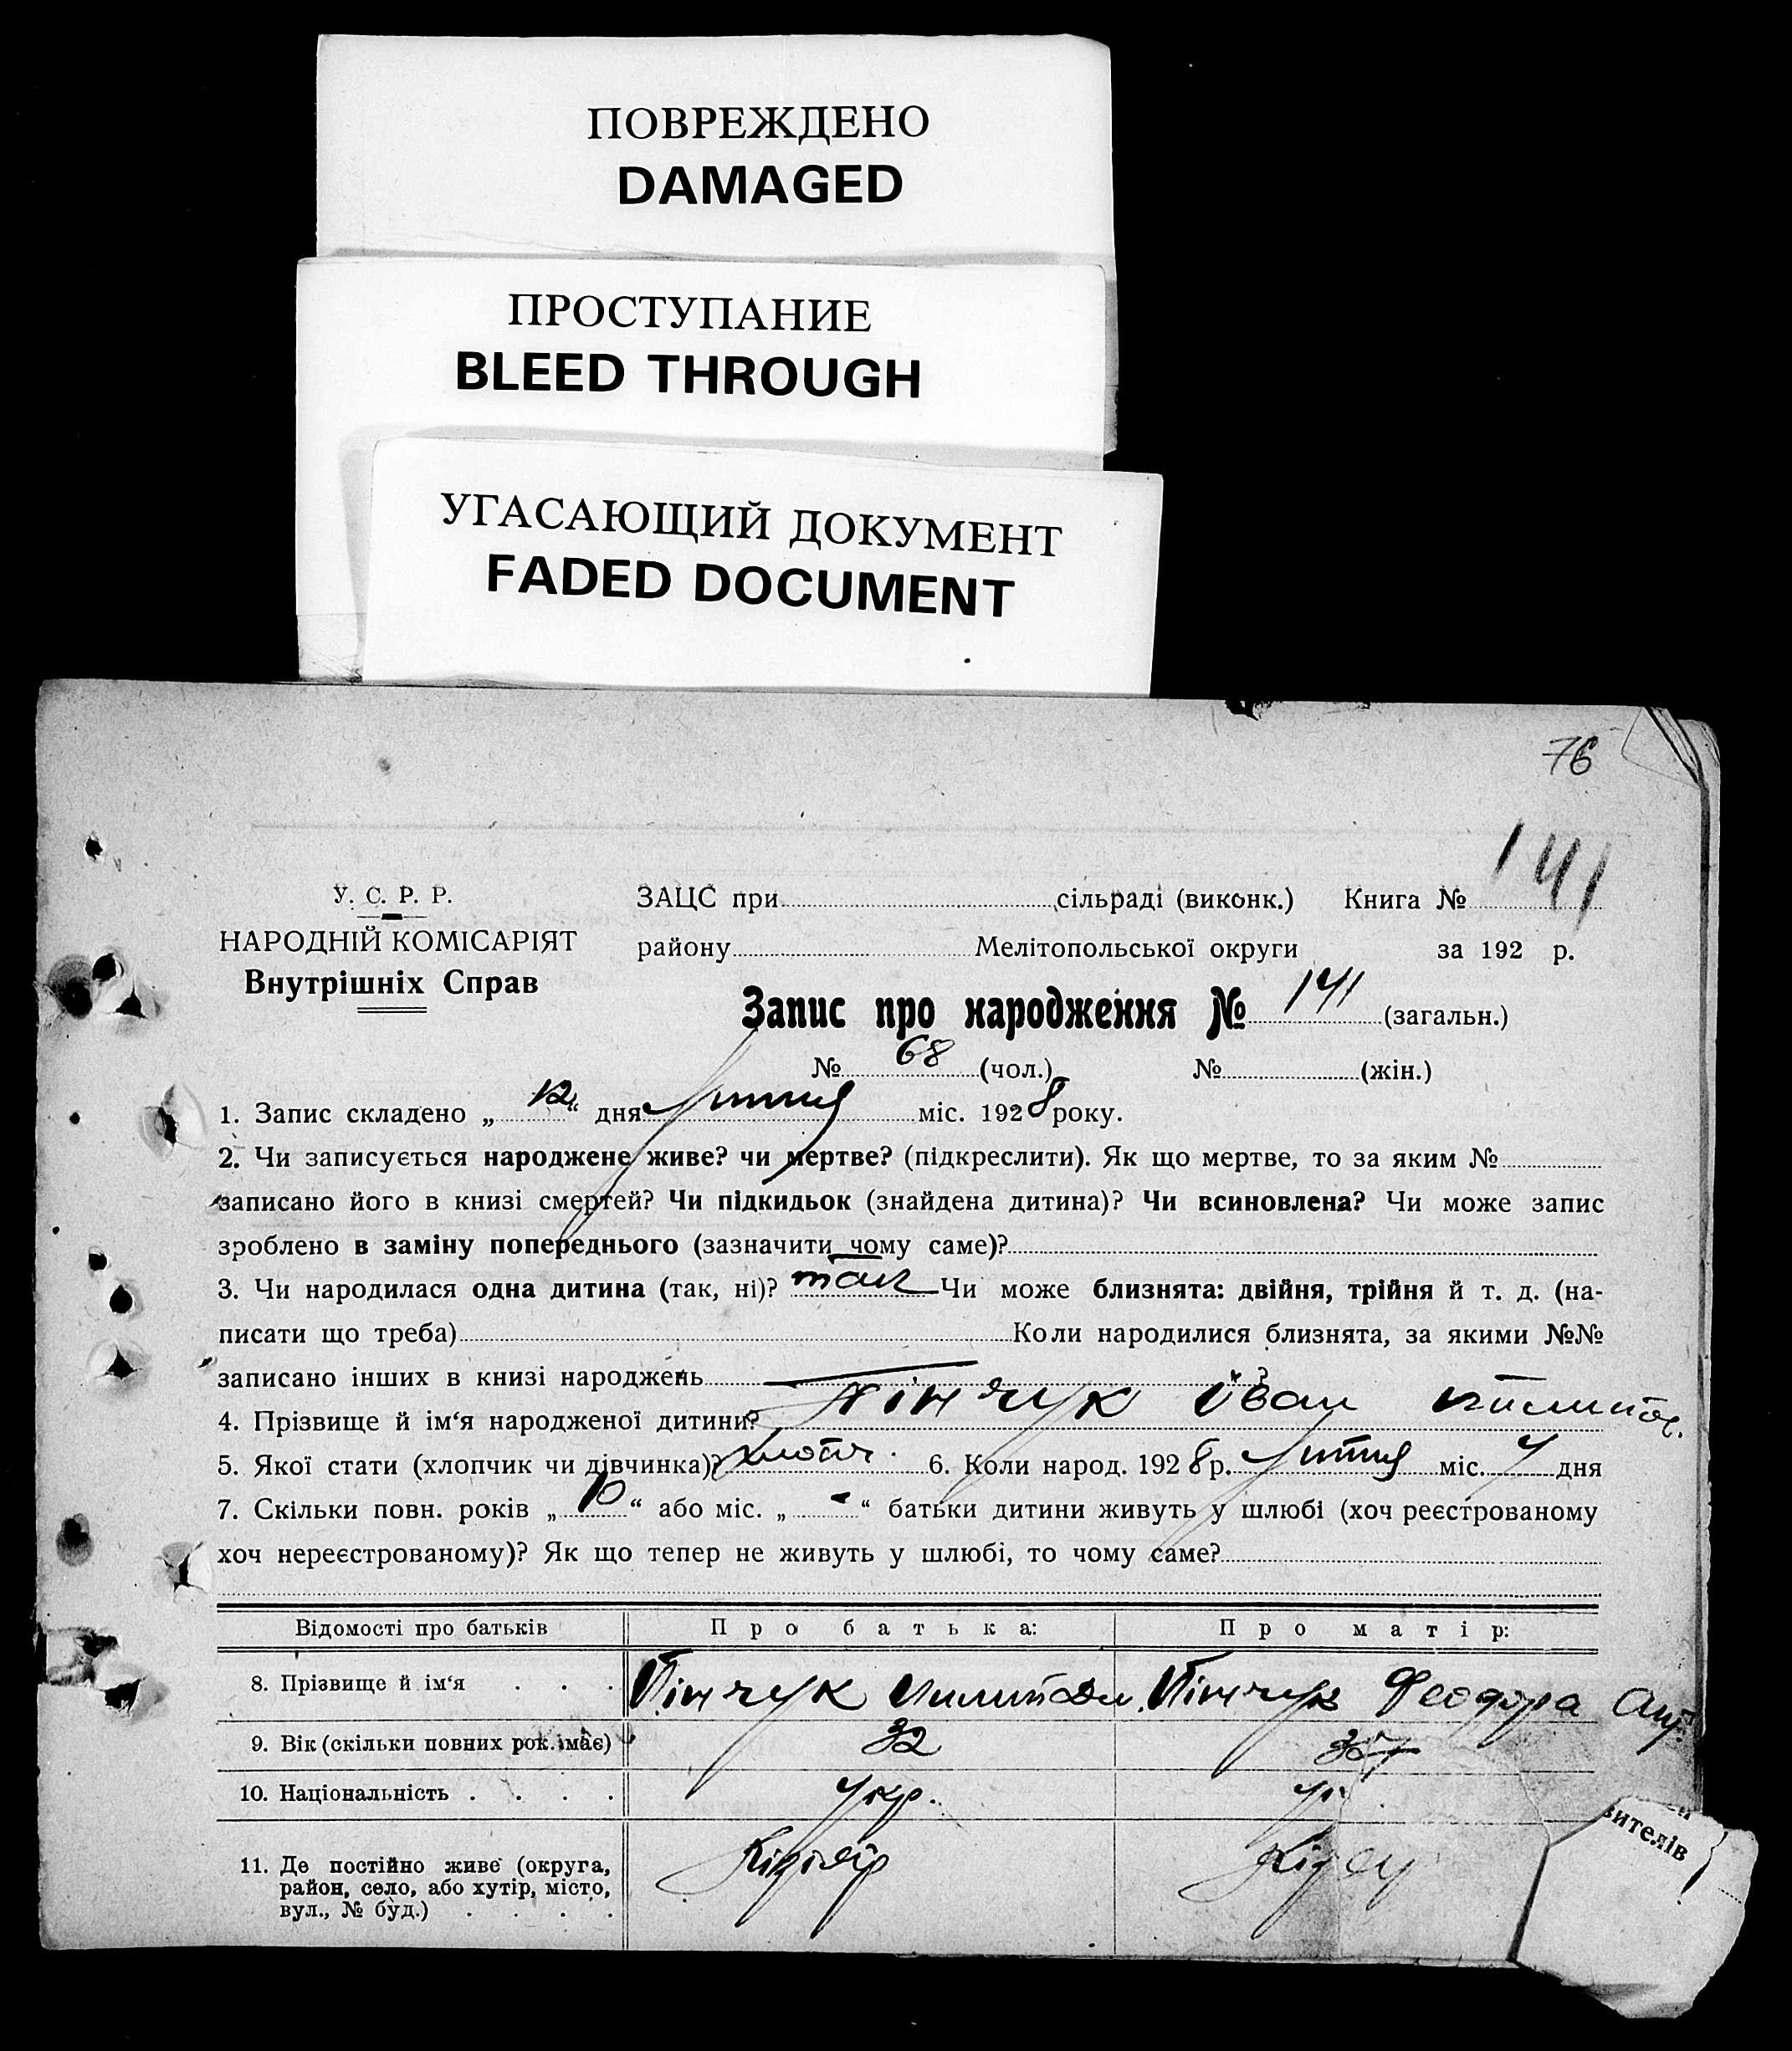 ПОВРЕЖДЕНО
DAMAGED
ПРОСТУПАНИЕ
BLEED THROUGH
УГАСАЮЩИЙ ДОКУМЕНТ
FADED DOCUMENT
76
141
У. С. Р. Р.
НАРОДНІЙ КОМІСАРІЯТ
Внутрішніх Справ
ЗАЦС при сільраді (виконк.) Книга №
району Мелітопольської округи за 192 р.
Запис про народження № 141 (загальн.)
№ 68 (чол.) № (жін.)
1. Запис складено „12“ дня липня міс. 1928 року.
2. Чи записується народжене живе? чи мертве? (підкреслити). Як що мертве, то за яким №
записано його в книзі смертей? Чи підкидьок (знайдена дитина)? Чи всиновлена? Чи може запис
зроблено в заміну попереднього (зазначити чому саме)?
3. Чи народилася одна дитина (так, ні)? так Чи може близнята: двійня, трійня й т. д. (на-
писати що треба) Коли народилися близнята, за якими №№
записано інших в книзі народжень ?
4. Прізвище й ім‘я народженої дитини? Пінчук Іван
5. Якої стати (хлопчик чи дівчинка)? хлопч. 6. Коли народ. 1928 р. липня міс. 7 дня
7. Скільки повн. років „10“ або міс. „-“ батьки дитини живуть у шлюбі (хоч реєстрованому
хоч нереєстрованому)? Як що тепер не живуть у шлюбі, то чому саме?
Відомості про батьків Про батька: Про матір:
8. Прізвище й ім‘я . . . Пінчук Пилип Пінчук Феодора
9. Вік (скільки повних рок. має) 32
10. Національність . . . . Укр. Ук
11. Де постійно живе (округа,
район, село, або хутір, місто,
вул., № буд.) . . . .
вителів